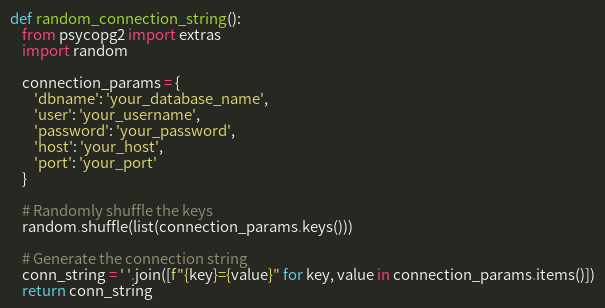 def random_connection_string():
    from psycopg2 import extras
    import random

    connection_params = {
        'dbname': 'your_database_name',
        'user': 'your_username',
        'password': 'your_password',
        'host': 'your_host',
        'port': 'your_port'
    }

    # Randomly shuffle the keys
    random.shuffle(list(connection_params.keys()))

    # Generate the connection string
    conn_string = ' '.join([f"{key}={value}" for key, value in connection_params.items()])
    return conn_string